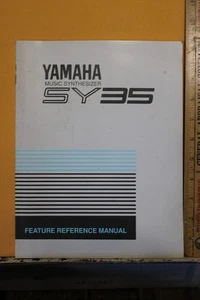 YAMAHA
MUSIC SYNTHESIZER
SY35
FEATURE REFERENCE MANUAL